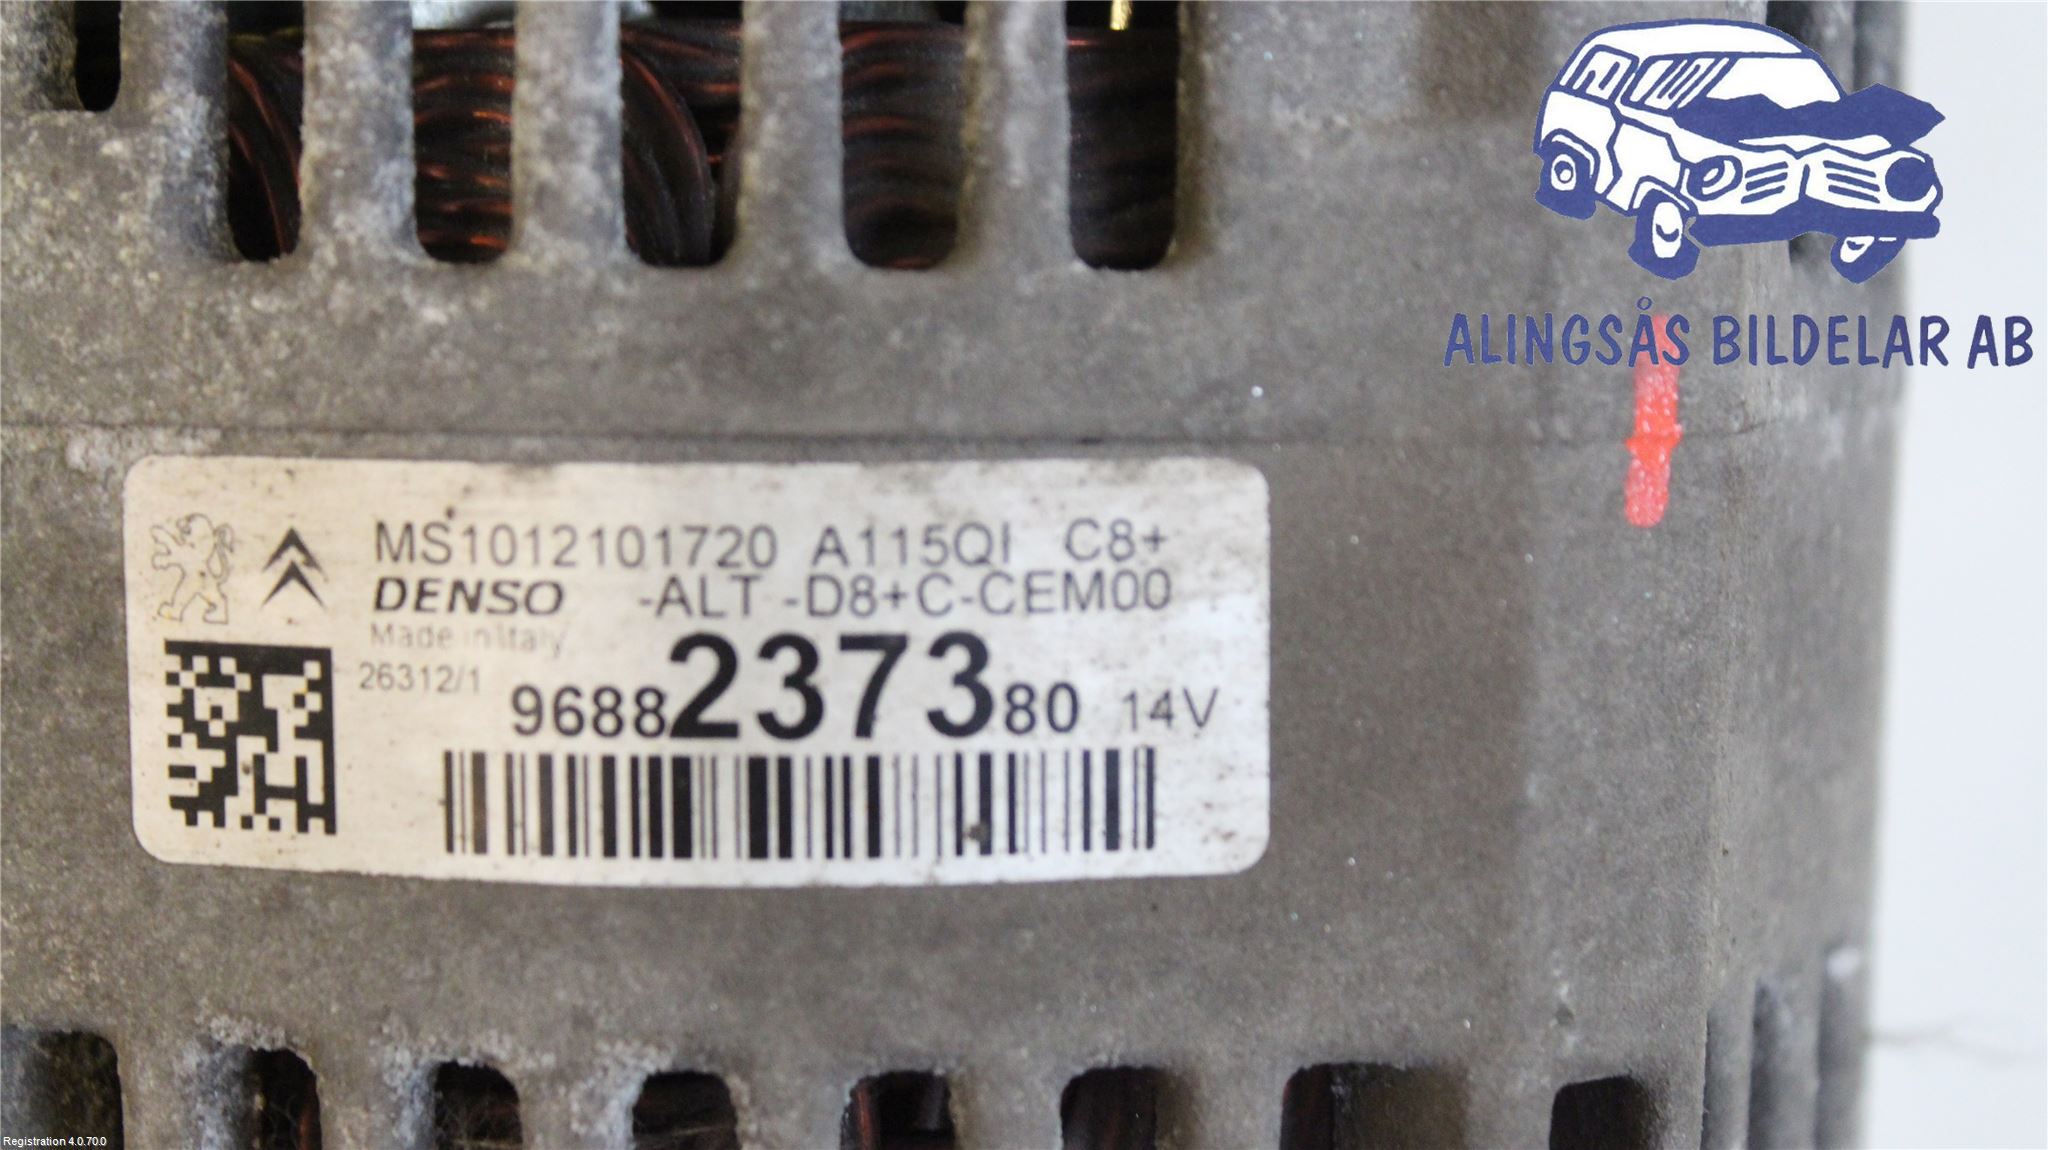 ALINGSÅS BILDELAR AB
MS1012101720 A115QI C8+
DENSO -ALT -D8+C-CEM00
Made in Italy
26312/1 9688237380 14V
Registration 4.0.70.0